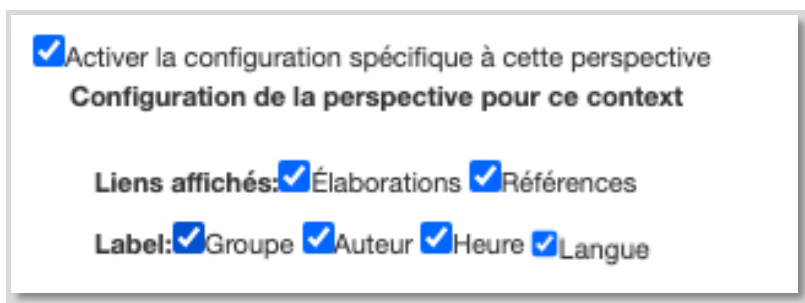 Activer la configuration spécifique à cette perspective
Configuration de la perspective pour ce context
Liens affichés: Élaborations Références
Label: Groupe Auteur Heure Langue